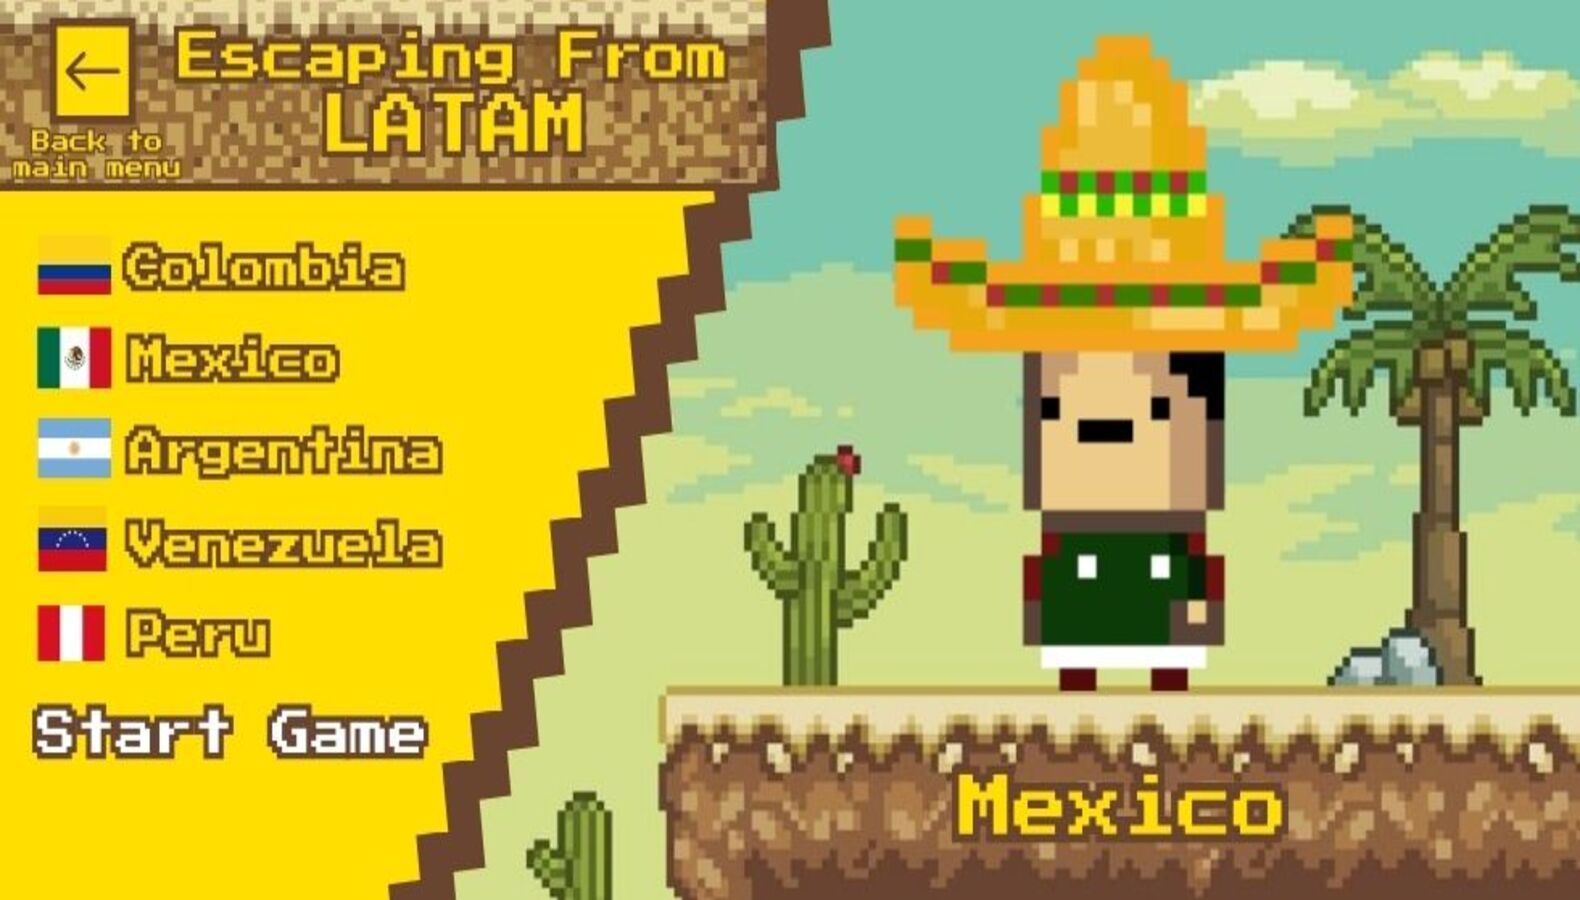 Escaping From
LATAM
Back to
main menu
Colombia
Mexico
Argentina
Venezuela
Peru
Start Game
Mexico